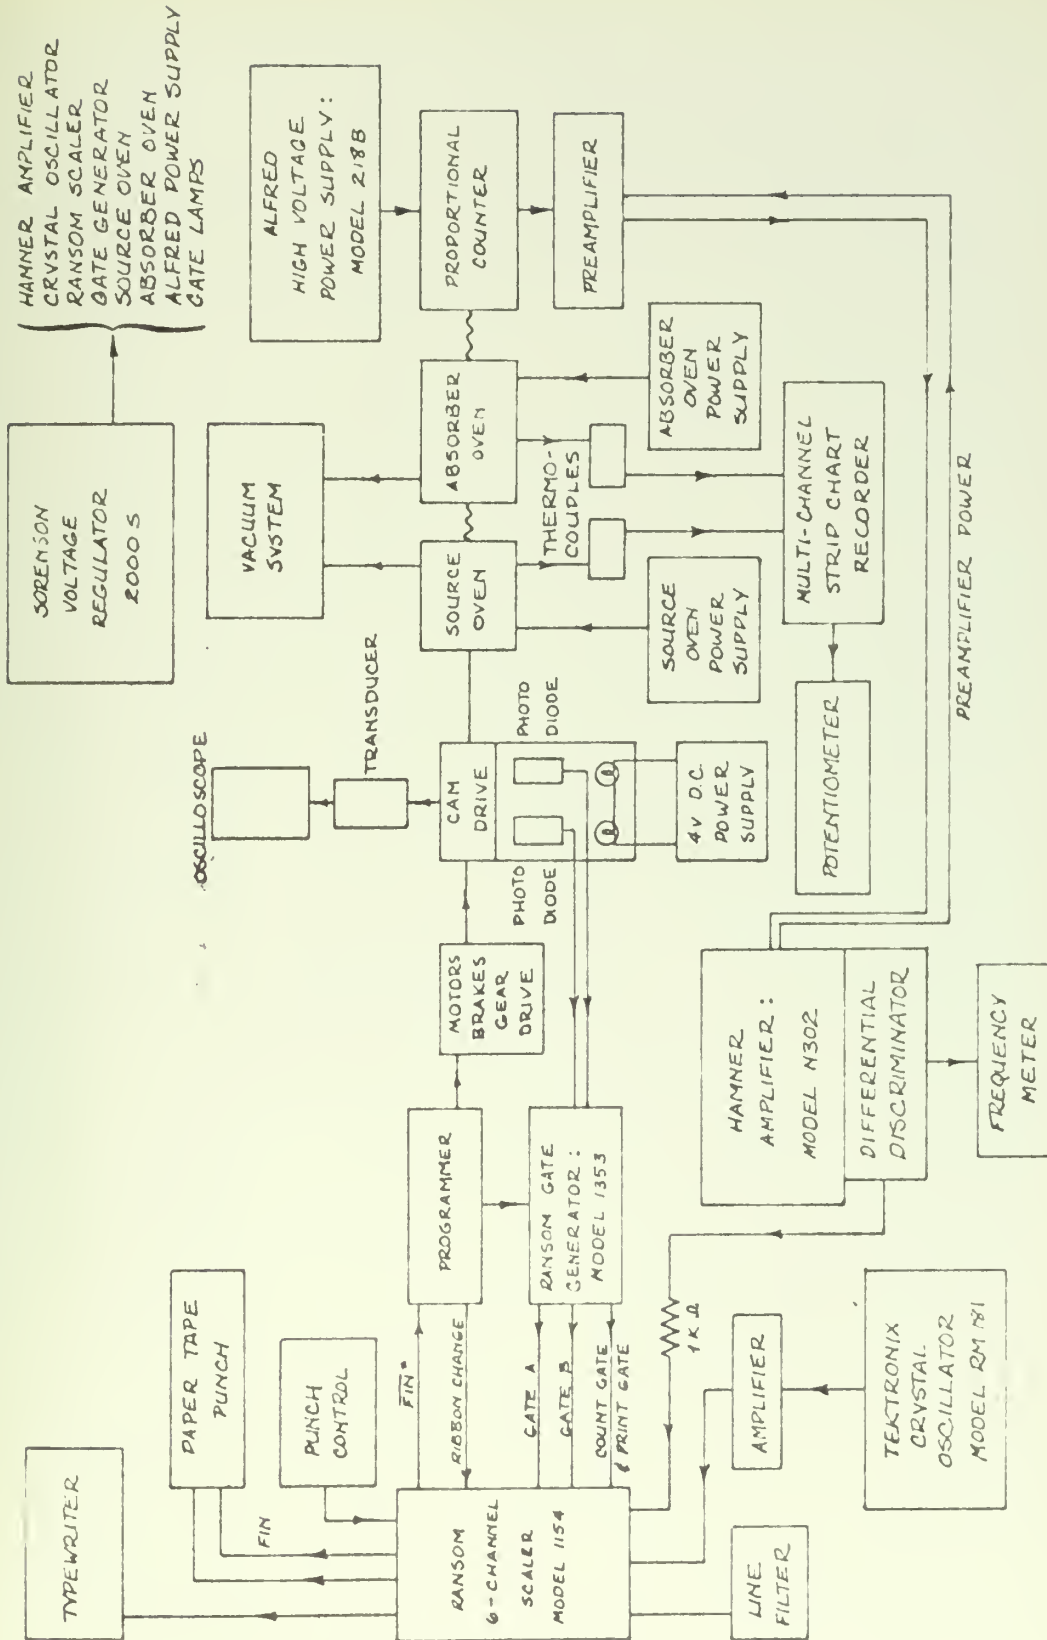 SORENSON
VOLTAGE
REGULATOR
2000 S
HAMNER AMPLIFIER
CRYSTAL OSCILLATOR
RANSOM SCALER
GATE GENERATOR
SOURCE OVEN
ABSORBER OVEN
ALFRED POWER SUPPLY
GATE LAMPS
OSCILLOSCOPE
TRANSDUCER
VACUUM
SYSTEM
ALFRED
HIGH VOLTAGE
POWER SUPPLY:
MODEL 218B
TYPEWRITER
PAPER TAPE
PUNCH
PUNCH
CONTROL
FIN
FIN*
RIBBON CHANGE
PROGRAMMER
MOTORS
BRAKES
GEAR
DRIVE
CAM
DRIVE
SOURCE
OVEN
ABSORBER
OVEN
PROPORTIONAL
COUNTER
RANSOM
6-CHANNEL
SCALER
MODEL 1154
GATE A
GATE B
COUNT GATE
& PRINT GATE
RANSOM GATE
GENERATOR:
MODEL 1353
PHOTO
DIODE
PHOTO
DIODE
THERMO-
COUPLES
PREAMPLIFIER
4V D.C.
POWER
SUPPLY
SOURCE
OVEN
POWER
SUPPLY
ABSORBER
OVEN
POWER
SUPPLY
1K Ω
LINE
FILTER
AMPLIFIER
HAMNER
AMPLIFIER:
MODEL N302
DIFFERENTIAL
DISCRIMINATOR
POTENTIOMETER
MULTI-CHANNEL
STRIP CHART
RECORDER
PREAMPLIFIER POWER
TEKTRONIX
CRYSTAL
OSCILLATOR
MODEL RM 181
FREQUENCY
METER